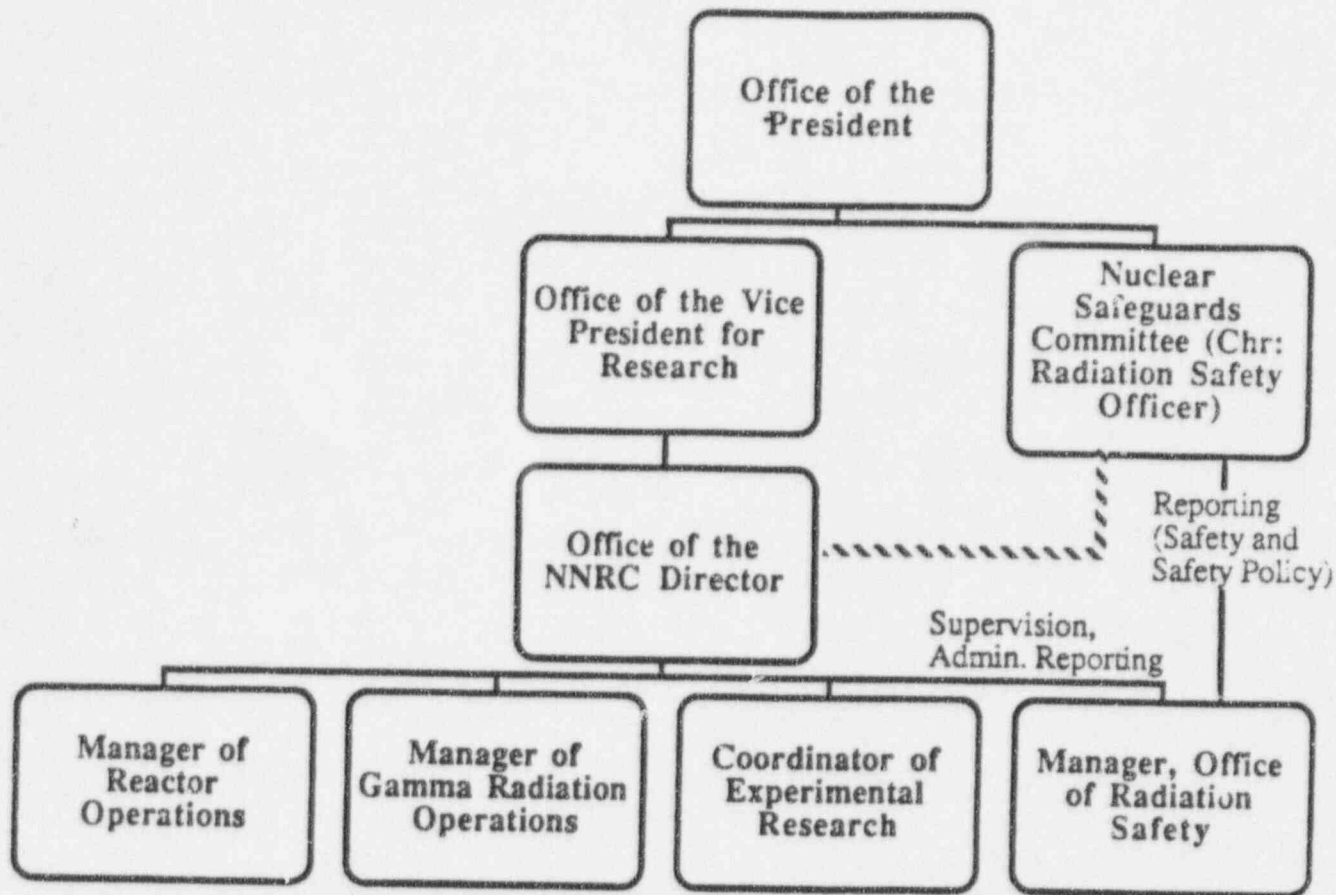 Office of the
President
Office of the Vice
President for
Research
Nuclear
Safeguards
Committee (Chr:
Radiation Safety
Officer)
Office of the
NNRC Director
Reporting
(Safety and
Safety Policy)
Supervision,
Admin. Reporting
Manager of
Reactor
Operations
Manager of
Gamma Radiation
Operations
Coordinator of
Experimental
Research
Manager, Office
of Radiation
Safety